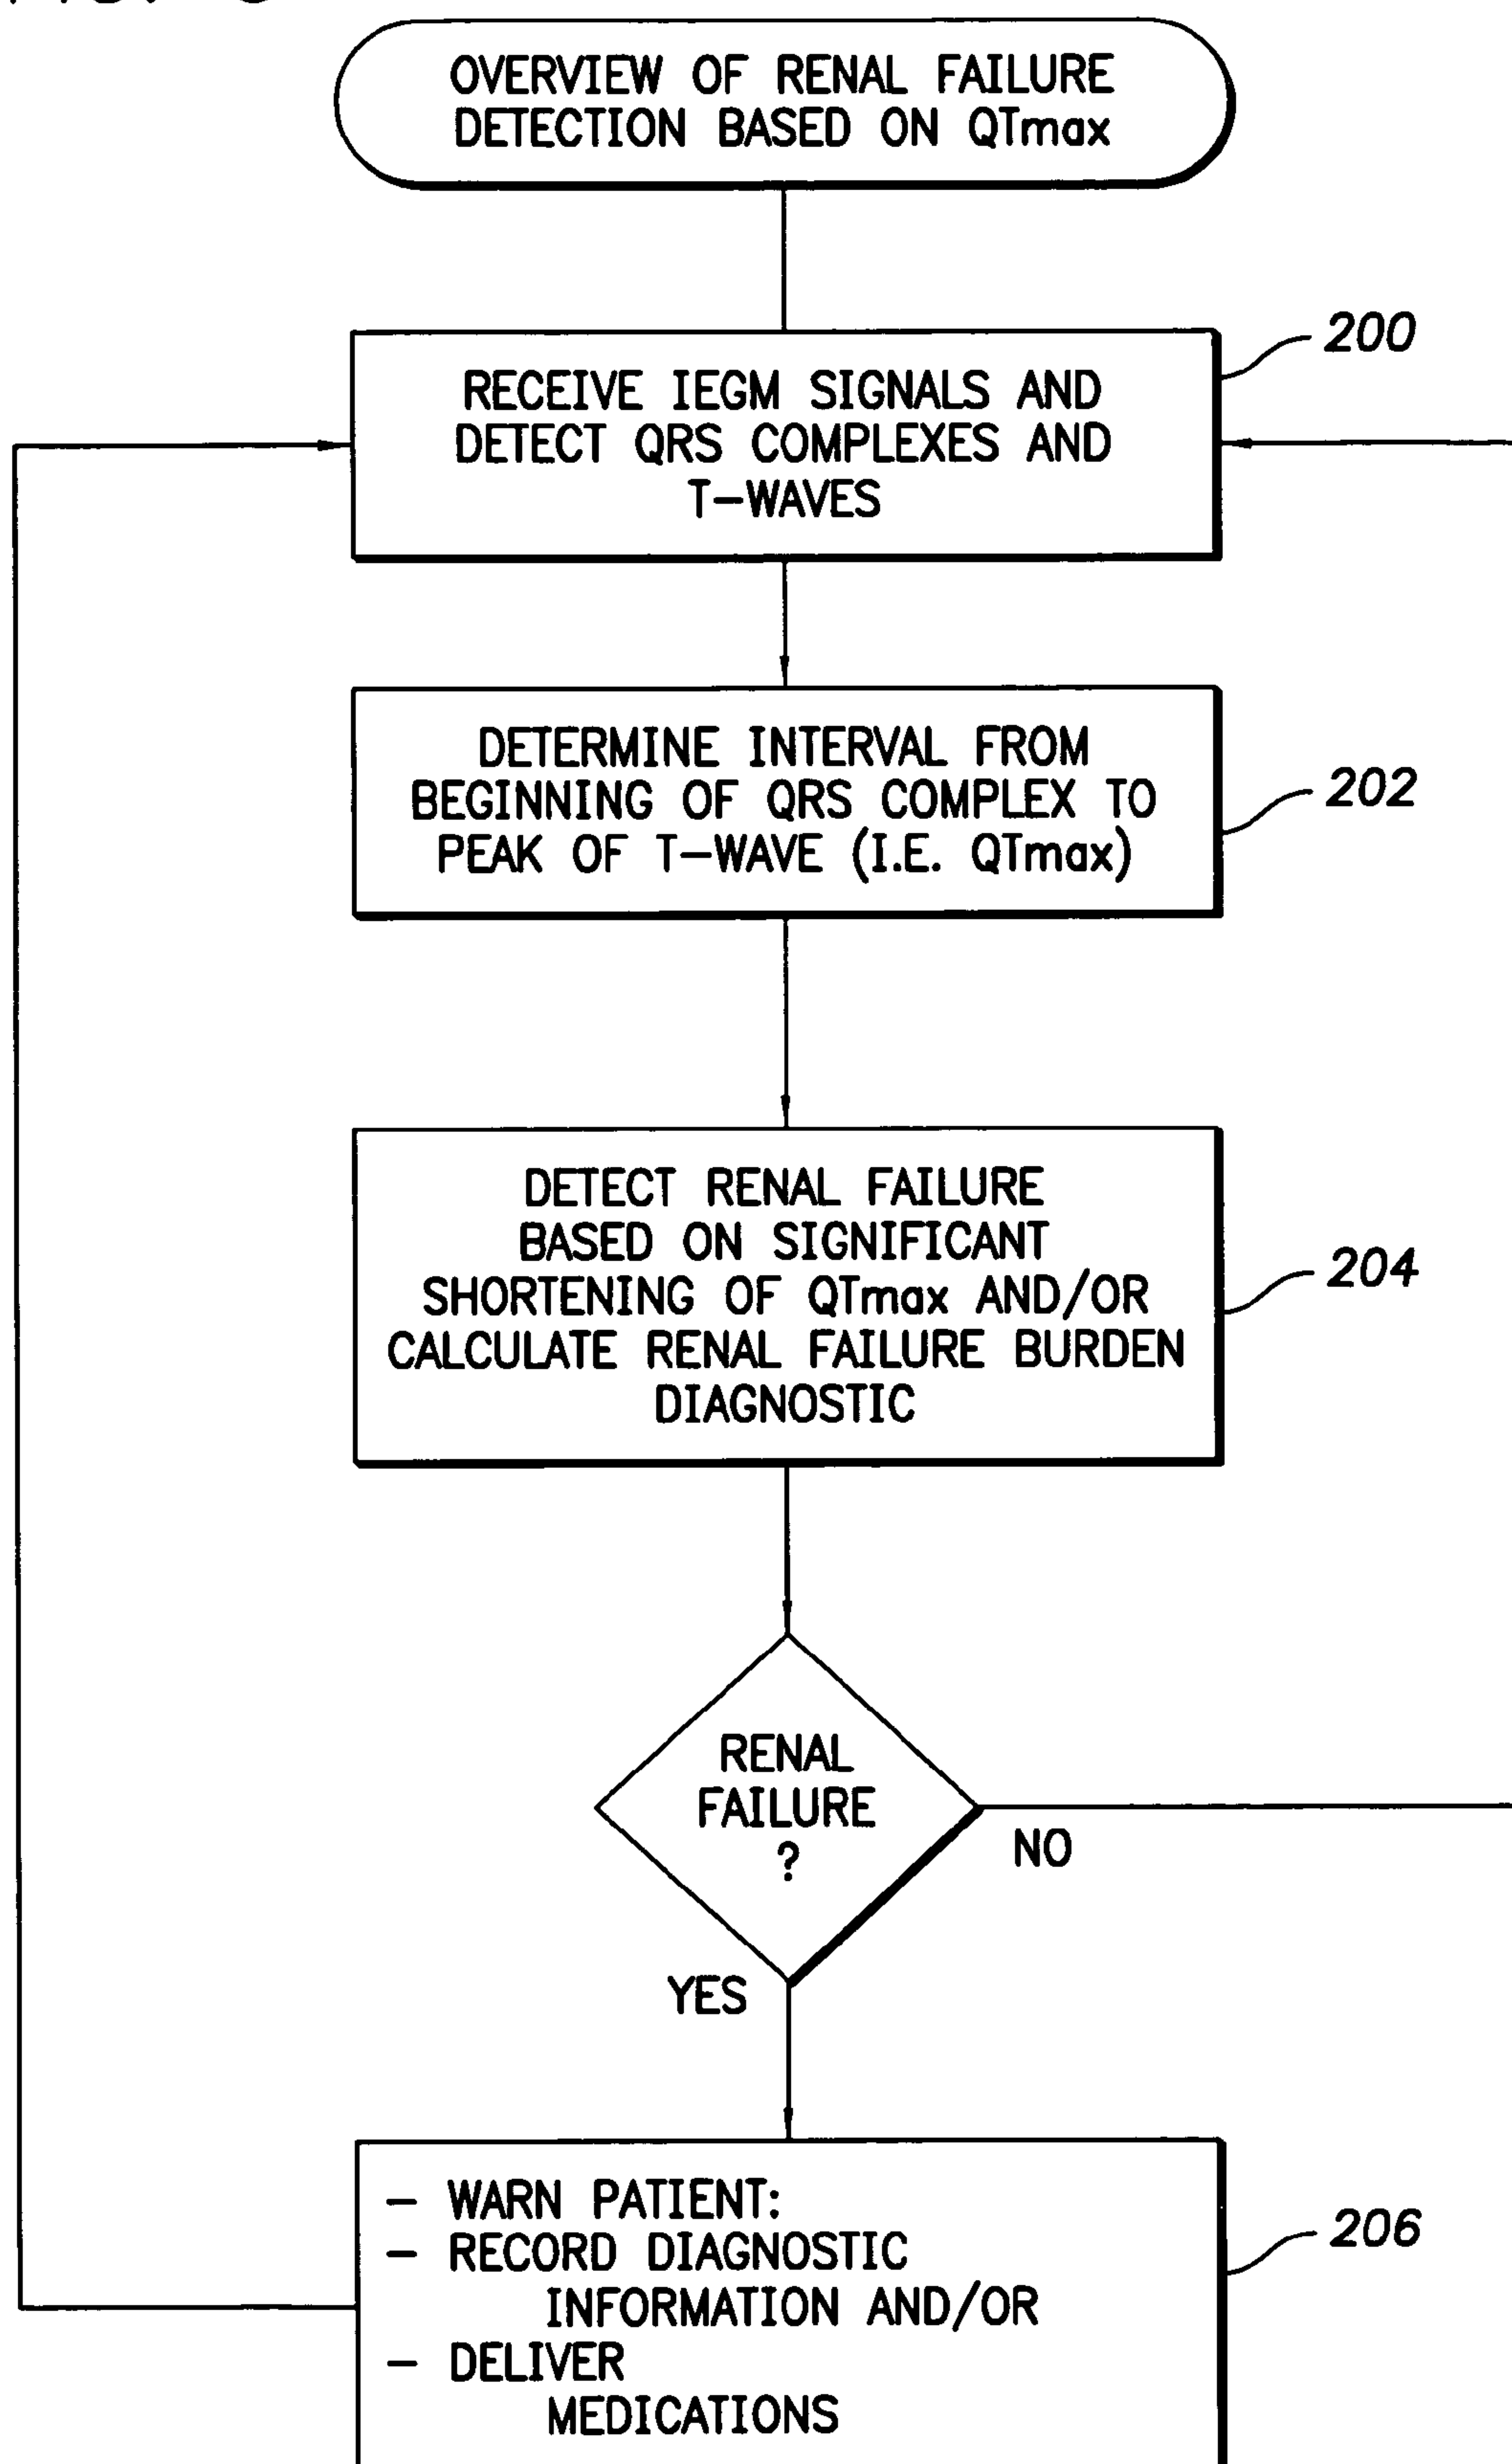 OVERVIEW OF RENAL FAILURE
DETECTION BASED ON QTmax
200
RECEIVE IEGM SIGNALS AND
DETECT QRS COMPLEXES AND
T-WAVES
DETERMINE INTERVAL FROM
BEGINNING OF QRS COMPLEX TO
PEAK OF T-WAVE (I.E. QTmax)
202
DETECT RENAL FAILURE
BASED ON SIGNIFICANT
SHORTENING OF QTmax AND/OR
CALCULATE RENAL FAILURE BURDEN
DIAGNOSTIC
204
RENAL
FAILURE
?
NO
YES
- WARN PATIENT:
- RECORD DIAGNOSTIC
INFORMATION AND/OR
- DELIVER
MEDICATIONS
206